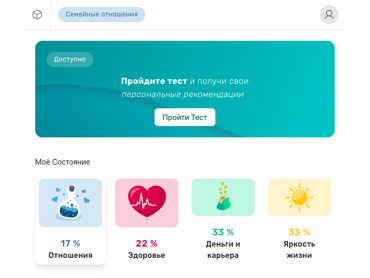 Семейные отношения
Доступно
Пройдите тест и получи свои
персональные рекомендации
Пройти Тест
Моё Состояние
17 %
Отношения
22 %
Здоровье
33 %
Деньги и
карьера
33 %
Яркость
жизни